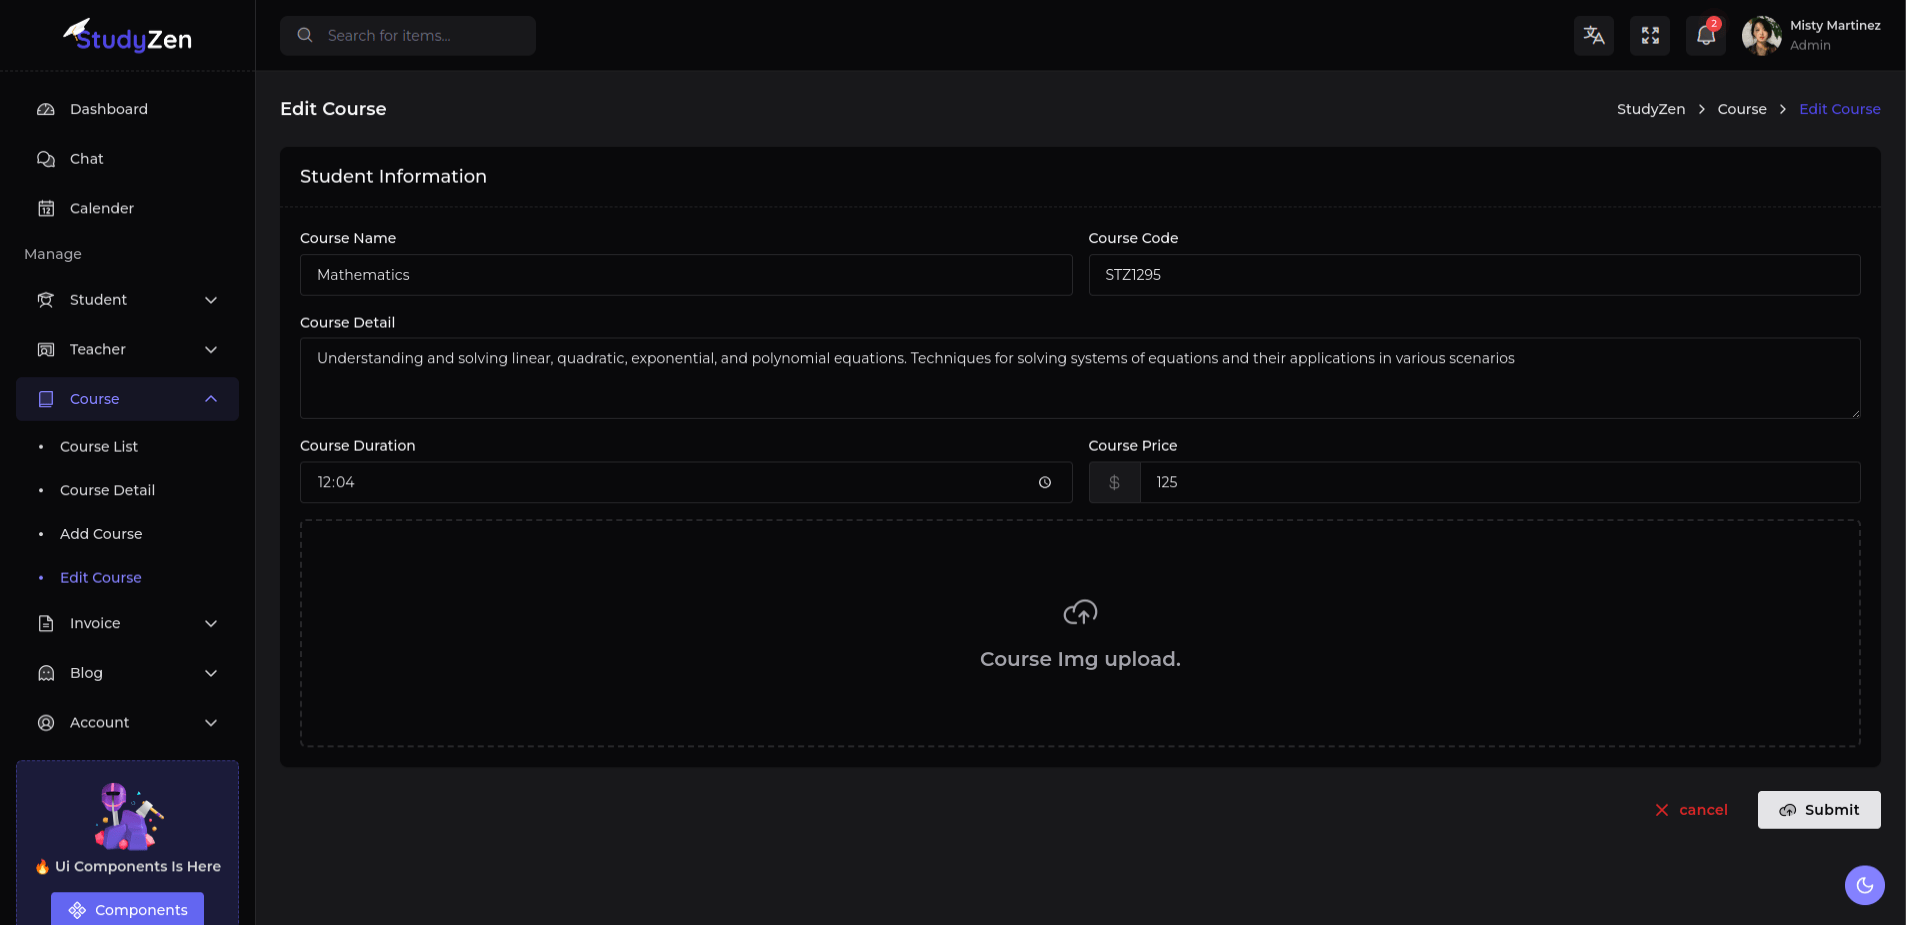 StudyZen
Search for items...
2
Misty Martinez
Admin
Dashboard
Chat
Calender
Manage
Student
Teacher
Course
Course List
Course Detail
Add Course
Edit Course
Invoice
Blog
Account
🔥 Ui Components Is Here
Components
Edit Course
StudyZen > Course > Edit Course
Student Information
Course Name
Mathematics
Course Code
STZ1295
Course Detail
Understanding and solving linear, quadratic, exponential, and polynomial equations. Techniques for solving systems of equations and their applications in various scenarios
Course Duration
12:04
Course Price
$ 125
Course Img upload.
cancel
Submit